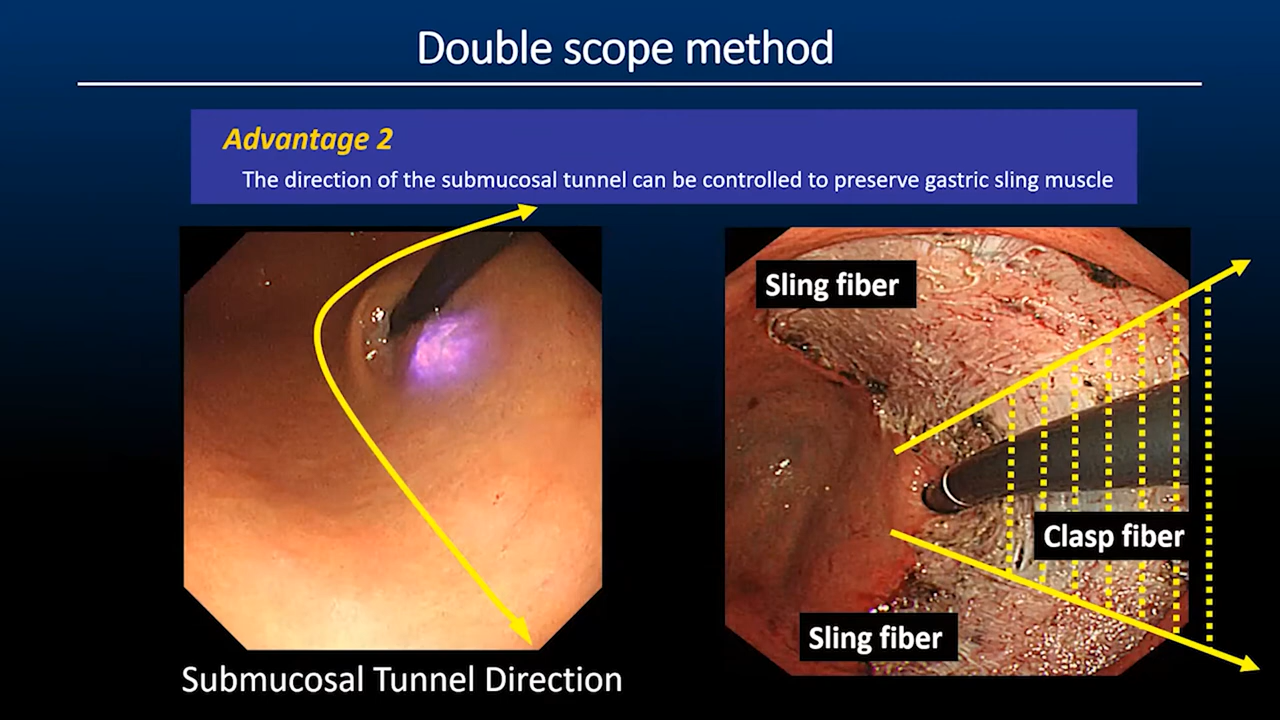 Double scope method
Advantage 2
The direction of the submucosal tunnel can be controlled to preserve gastric sling muscle
Sling fiber
Clasp fiber
Sling fiber
Submucosal Tunnel Direction